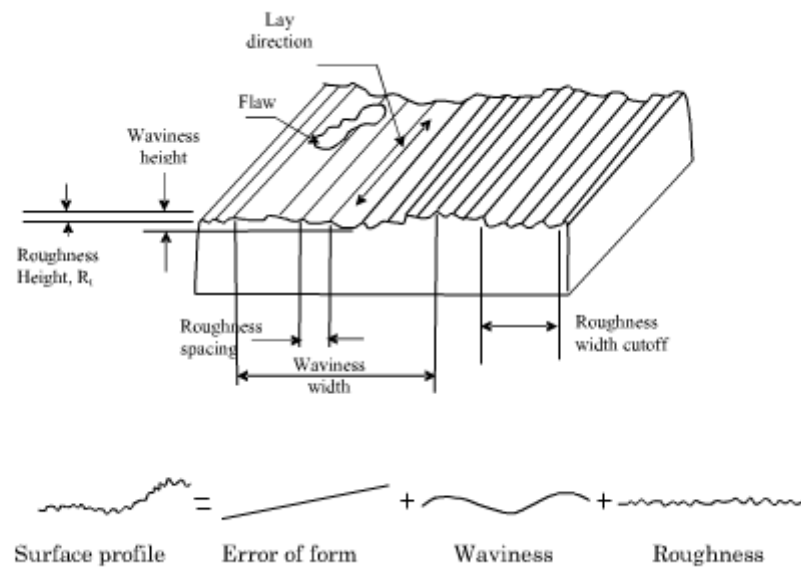 Lay
direction
Flaw
Waviness
height
Roughness
Height, Rt
Roughness
spacing
Waviness
width
Roughness
width cutoff
= + +
Surface profile Error of form Waviness Roughness